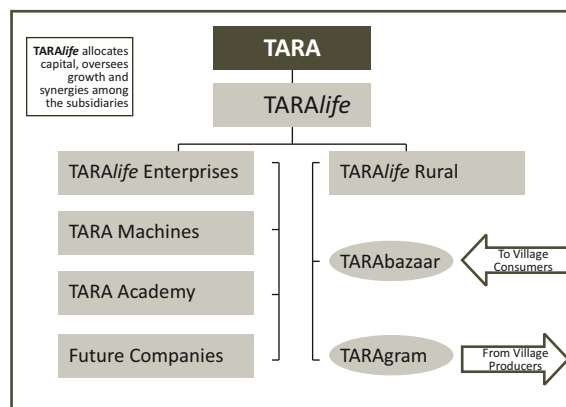 TARA
TARAlife allocates
capital, oversees
growth and
synergies among
the subsidiaries
TARAlife
TARAlife Enterprises
TARAlife Rural
TARA Machines
TARAbazaar
To Village
Consumers
TARA Academy
Future Companies
TARAgram
From Village
Producers